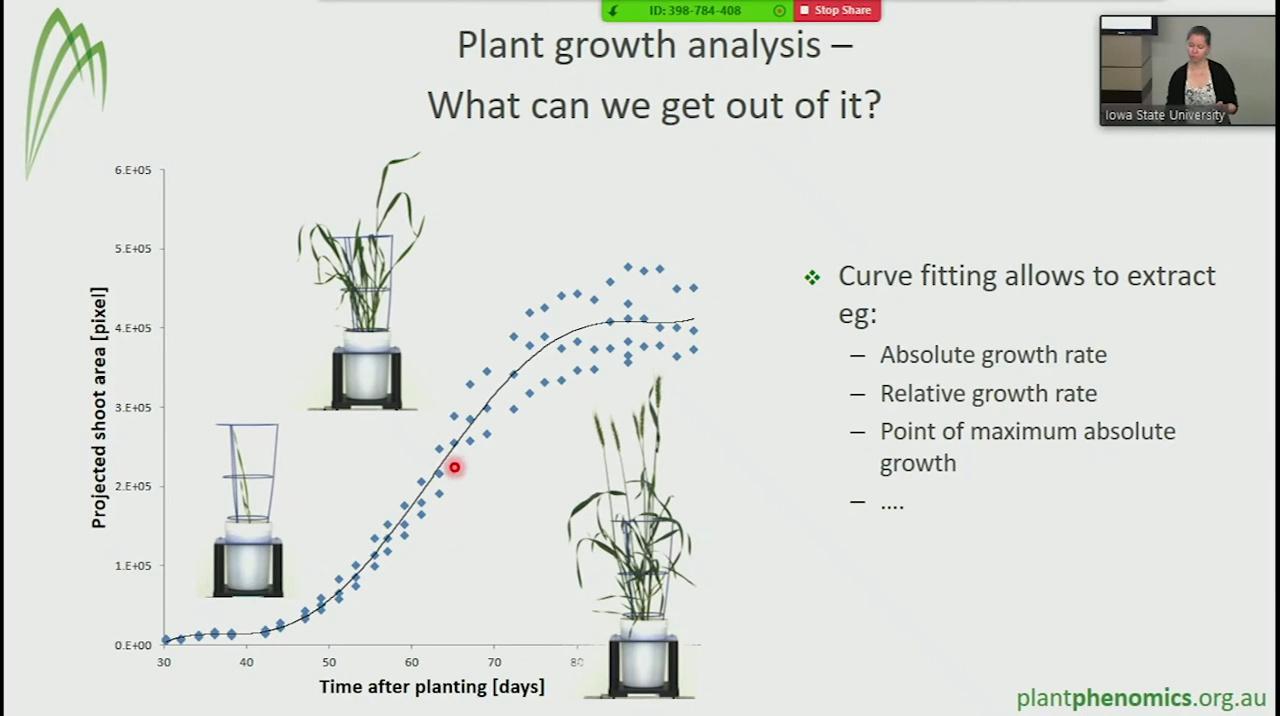 ID: 398-784-408
Stop Share
Plant growth analysis –
What can we get out of it?
Iowa State University
6.E+05
5.E+05
4.E+05
3.E+05
2.E+05
1.E+05
0.E+00
Projected shoot area [pixel]
30 40 50 60 70 80
Time after planting [days]
❖ Curve fitting allows to extract
eg:
– Absolute growth rate
– Relative growth rate
– Point of maximum absolute
growth
– ....
plantphenomics.org.au